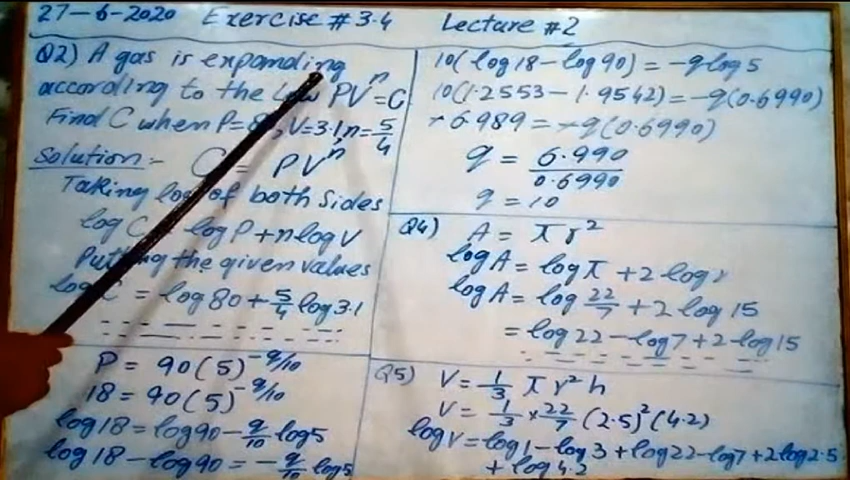 27-6-2020 Exercise # 3.4 Lecture #2
Q2) A gas is expanding
according to the Law PVⁿ=C
Find C when P=8 , V=3.1, n=5/4
Solution:- C = PVⁿ
Taking log of both Sides
log C = log P + n log V
Putting the given values
log C = log 80 + 5/4 log 3.1
P = 90(5)^-q/10
18 = 90(5)^-q/10
log 18 = log 90 - q/10 log 5
log 18 - log 90 = - q/10 log 5
10(log 18 - log 90) = -q log 5
10(1.2553 - 1.9542) = -q(0.6990)
-6.989 = -q(0.6990)
q = 6.990/0.6990
q = 10
Q4) A = πr²
log A = log π + 2 log r
log A = log 22/7 + 2 log 15
= log 22 - log 7 + 2 log 15
Q5) V = 1/3 πr²h
V = 1/3 × 22/7 (2.5)² (4.2)
log V = log 1 - log 3 + log 22 - log 7 + 2 log 2.5
+ log 4.2